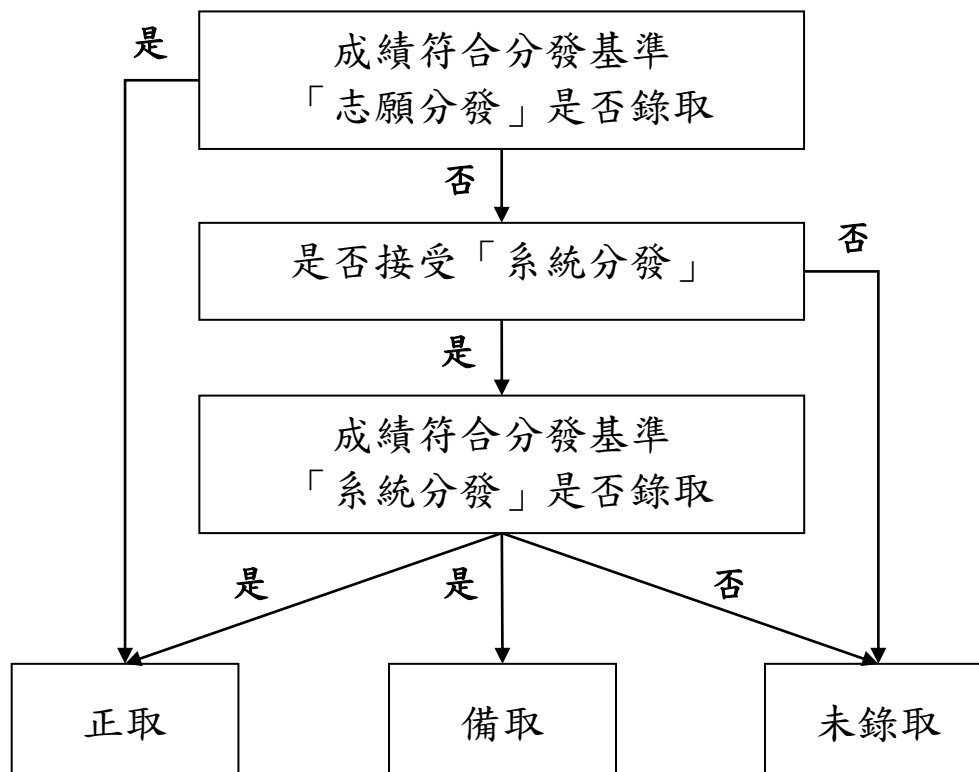 是
成績符合分發基準
「志願分發」是否錄取
否
是否接受「系統分發」
否
是
成績符合分發基準
「系統分發」是否錄取
是
是
否
正取
備取
未錄取